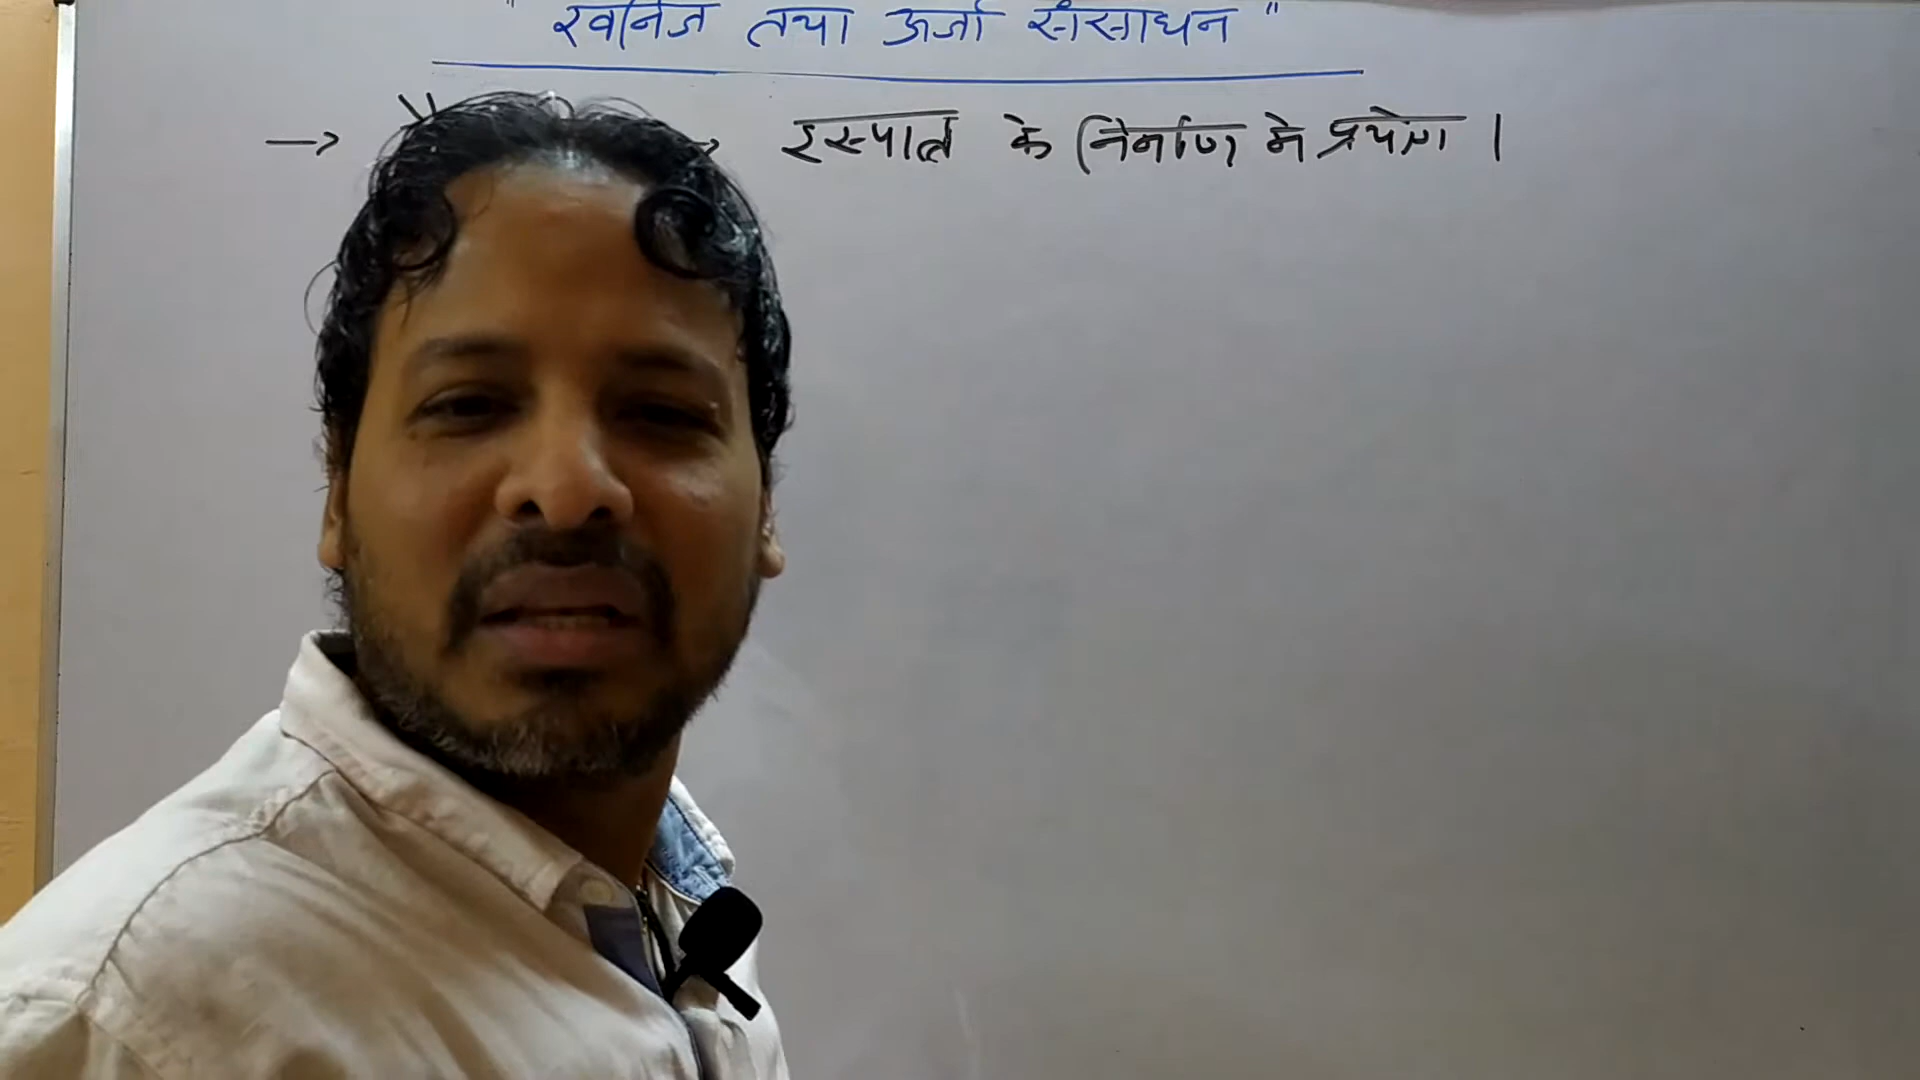 " खनिज तथा ऊर्जा संसाधन "
→ → इस्पात के निर्माण में प्रयोग ।